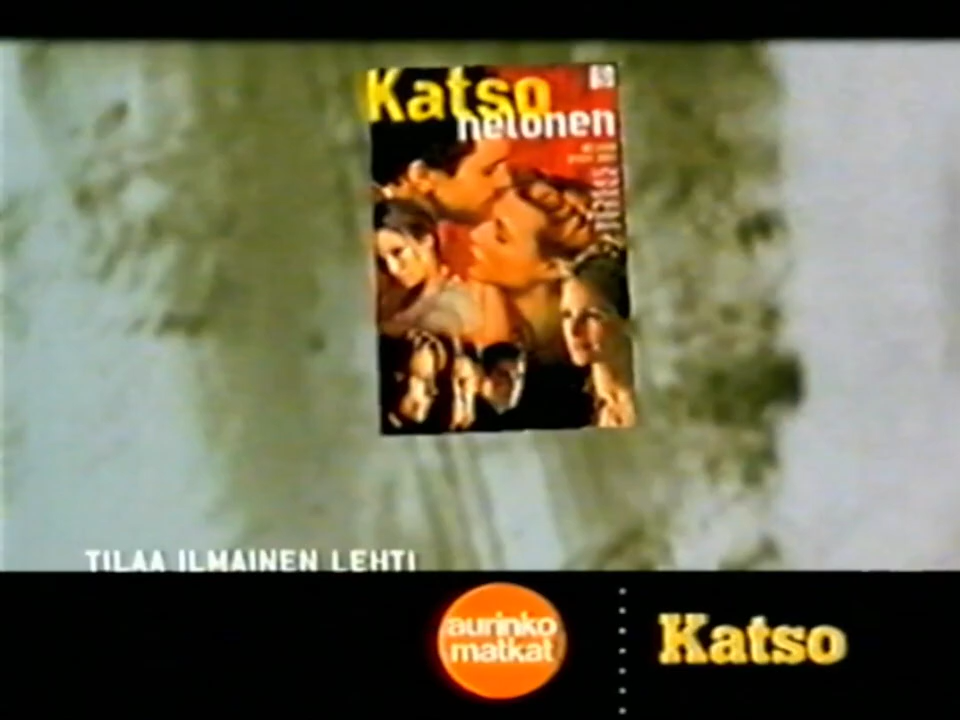 Katso
nelonen
TILAA ILMAINEN LEHTI
aurinko
matkat
Katso